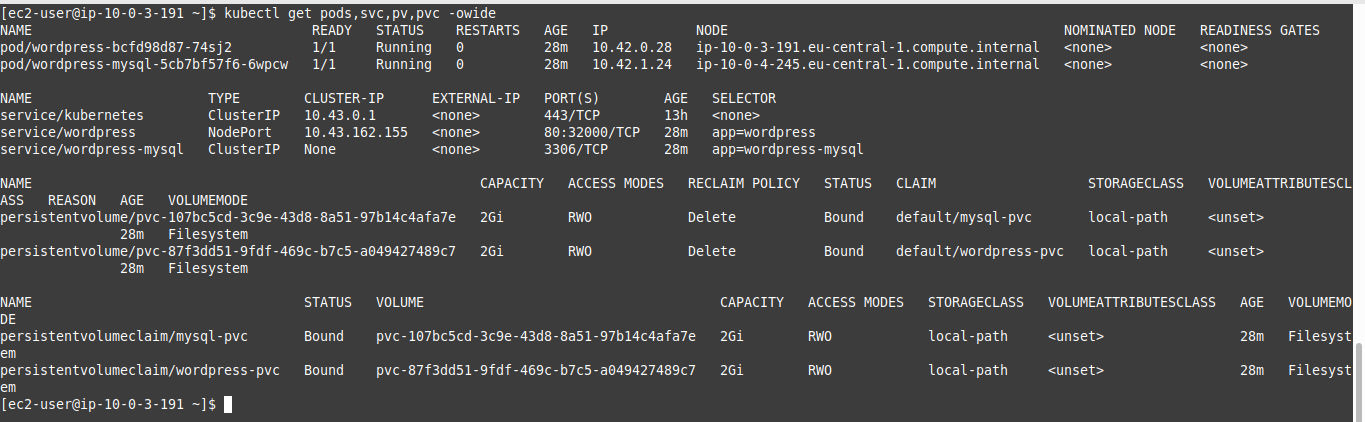 [ec2-user@ip-10-0-3-191 ~]$ kubectl get pods,svc,pv,pvc -owide
NAME READY STATUS RESTARTS AGE IP NODE NOMINATED NODE READINESS GATES
pod/wordpress-bcfd98d87-74sj2 1/1 Running 0 28m 10.42.0.28 ip-10-0-3-191.eu-central-1.compute.internal <none> <none>
pod/wordpress-mysql-5cb7bf57f6-6wpcw 1/1 Running 0 28m 10.42.1.24 ip-10-0-4-245.eu-central-1.compute.internal <none> <none>
NAME TYPE CLUSTER-IP EXTERNAL-IP PORT(S) AGE SELECTOR
service/kubernetes ClusterIP 10.43.0.1 <none> 443/TCP 13h <none>
service/wordpress NodePort 10.43.162.155 <none> 80:32000/TCP 28m app=wordpress
service/wordpress-mysql ClusterIP None <none> 3306/TCP 28m app=wordpress-mysql
NAME CAPACITY ACCESS MODES RECLAIM POLICY STATUS CLAIM STORAGECLASS VOLUMEATTRIBUTESCL
ASS REASON AGE VOLUMEMODE
persistentvolume/pvc-107bc5cd-3c9e-43d8-8a51-97b14c4afa7e 2Gi RWO Delete Bound default/mysql-pvc local-path <unset>
28m Filesystem
persistentvolume/pvc-87f3dd51-9fdf-469c-b7c5-a049427489c7 2Gi RWO Delete Bound default/wordpress-pvc local-path <unset>
28m Filesystem
NAME STATUS VOLUME CAPACITY ACCESS MODES STORAGECLASS VOLUMEATTRIBUTESCLASS AGE VOLUMEMO
DE
persistentvolumeclaim/mysql-pvc Bound pvc-107bc5cd-3c9e-43d8-8a51-97b14c4afa7e 2Gi RWO local-path <unset> 28m Filesyst
em
persistentvolumeclaim/wordpress-pvc Bound pvc-87f3dd51-9fdf-469c-b7c5-a049427489c7 2Gi RWO local-path <unset> 28m Filesyst
em
[ec2-user@ip-10-0-3-191 ~]$